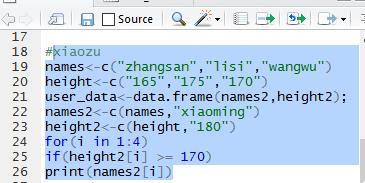 Source
17
18 #xiaozu
19 names<-c("zhangsan","lisi","wangwu")
20 height<-c("165","175","170")
21 user_data<-data.frame(names2,height2);
22 names2<-c(names,"xiaoming")
23 height2<-c(height,"180")
24 for(i in 1:4)
25 if(height2[i] >= 170)
26 print(names2[i])